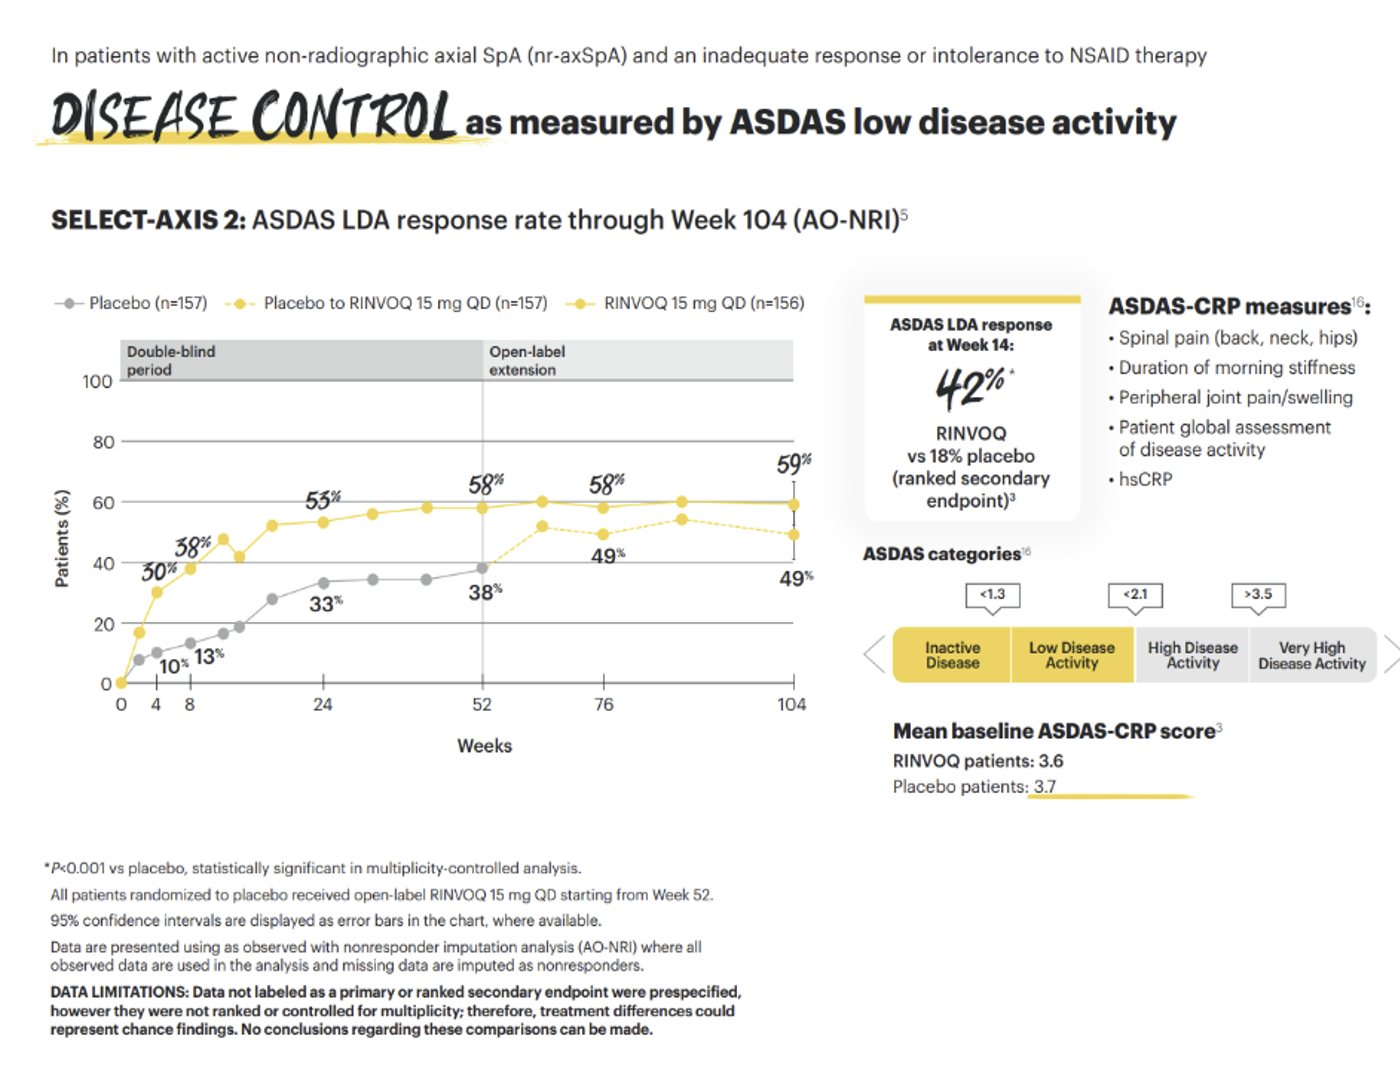 In patients with active non-radiographic axial SpA (nr-axSpA) and an inadequate response or intolerance to NSAID therapy
DISEASE CONTROL as measured by ASDAS low disease activity
SELECT-AXIS 2: ASDAS LDA response rate through Week 104 (AO-NRI)5
Placebo (n=157) Placebo to RINVOQ 15 mg QD (n=157) RINVOQ 15 mg QD (n=156)
Double-blind
period
Open-label
extension
Patients (%)
100
80
60
40
20
0
30%
38%
53%
58%
58%
59%
10%
13%
33%
38%
49%
49%
0 4 8 24 52 76 104
Weeks
ASDAS LDA response
at Week 14:
42%*
RINVOQ
vs 18% placebo
(ranked secondary
endpoint)3
ASDAS-CRP measures16:
• Spinal pain (back, neck, hips)
• Duration of morning stiffness
• Peripheral joint pain/swelling
• Patient global assessment
of disease activity
• hsCRP
ASDAS categories16
<1.3 <2.1 >3.5
Inactive
Disease
Low Disease
Activity
High Disease
Activity
Very High
Disease Activity
Mean baseline ASDAS-CRP score3
RINVOQ patients: 3.6
Placebo patients: 3.7
*P<0.001 vs placebo, statistically significant in multiplicity-controlled analysis.
All patients randomized to placebo received open-label RINVOQ 15 mg QD starting from Week 52.
95% confidence intervals are displayed as error bars in the chart, where available.
Data are presented using as observed with nonresponder imputation analysis (AO-NRI) where all
observed data are used in the analysis and missing data are imputed as nonresponders.
DATA LIMITATIONS: Data not labeled as a primary or ranked secondary endpoint were prespecified,
however they were not ranked or controlled for multiplicity; therefore, treatment differences could
represent chance findings. No conclusions regarding these comparisons can be made.